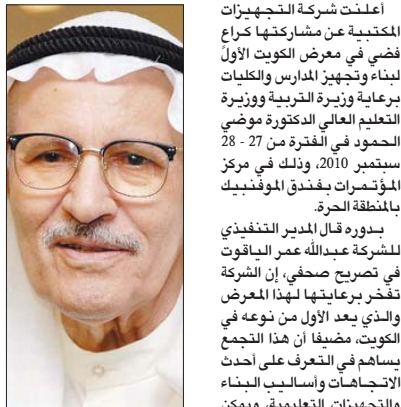 أعلنت شركة التجهيزات
المكتبية عن مشاركتها كراع
فضي في معرض الكويت الأول
لبناء وتجهيز المدارس والكليات
برعاية وزيرة التربية ووزيرة
التعليم العالي الدكتورة موضي
الحمود في الفترة من 27 - 28
سبتمبر 2010، وذلك في مركز
المؤتمرات بفندق الموفنبيك
بالمنطقة الحرة.
بدوره قال المدير التنفيذي
للشركة عبدالله عمر الياقوت
في تصريح صحفي، إن الشركة
تفخر برعايتها لهذا المعرض
والذي يعد الأول من نوعه في
الكويت، مضيفا أن هذا التجمع
يساهم في التعرف على أحدث
الاتجاهات وأساليب البناء
والتجهيزات التعليمية، ويمكن